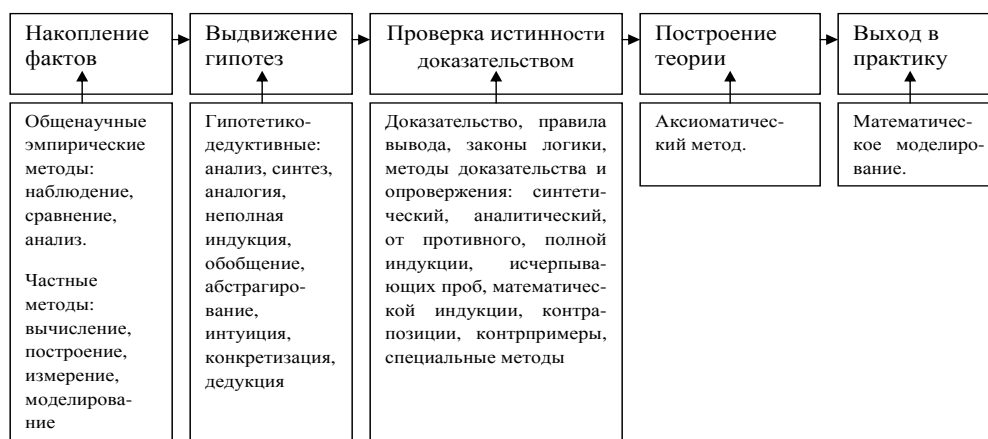 Накопление
фактов
Выдвижение
гипотез
Проверка истинности
доказательством
Построение
теории
Выход в
практику
Общенаучные
эмпирические
методы:
наблюдение,
сравнение,
анализ.
Частные
методы:
вычисление,
построение,
измерение,
моделирова-
ние
Гипотетико-
дедуктивные:
анализ, синтез,
аналогия,
неполная
индукция,
обобщение,
абстрагиро-
вание,
интуиция,
конкретизация,
дедукция
Доказательство, правила
вывода, законы логики,
методы доказательства и
опровержения: синтети-
ческий, аналитический,
от противного, полной
индукции, исчерпыва-
ющих проб, математичес-
кой индукции, контра-
позиции, контрпримеры,
специальные методы
Аксиоматичес-
кий метод.
Математичес-
кое моделиро-
вание.